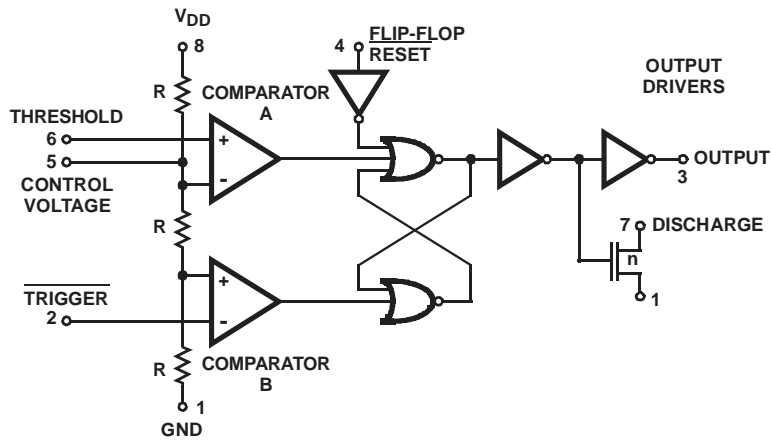 VDD
8
R
THRESHOLD
6
5
CONTROL
VOLTAGE
COMPARATOR
A
+
-
4
FLIP-FLOP
RESET
OUTPUT
DRIVERS
OUTPUT
3
7 DISCHARGE
n
1
R
TRIGGER
2
+
-
R
COMPARATOR
B
1
GND